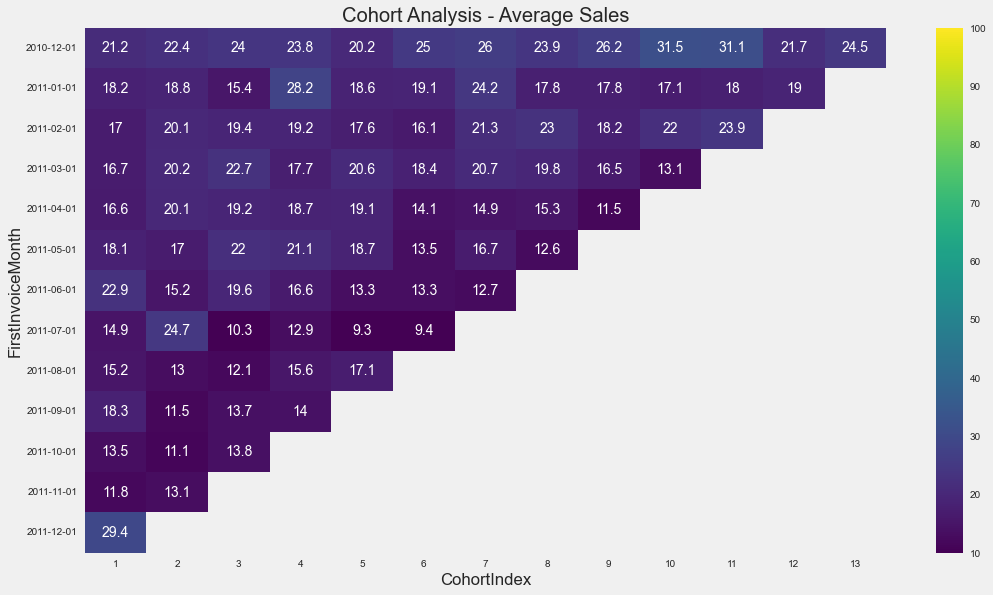 Cohort Analysis - Average Sales
FirstInvoiceMonth
2010-12-01 21.2 22.4 24 23.8 20.2 25 26 23.9 26.2 31.5 31.1 21.7 24.5
2011-01-01 18.2 18.8 15.4 28.2 18.6 19.1 24.2 17.8 17.8 17.1 18 19
2011-02-01 17 20.1 19.4 19.2 17.6 16.1 21.3 23 18.2 22 23.9
2011-03-01 16.7 20.2 22.7 17.7 20.6 18.4 20.7 19.8 16.5 13.1
2011-04-01 16.6 20.1 19.2 18.7 19.1 14.1 14.9 15.3 11.5
2011-05-01 18.1 17 22 21.1 18.7 13.5 16.7 12.6
2011-06-01 22.9 15.2 19.6 16.6 13.3 13.3 12.7
2011-07-01 14.9 24.7 10.3 12.9 9.3 9.4
2011-08-01 15.2 13 12.1 15.6 17.1
2011-09-01 18.3 11.5 13.7 14
2011-10-01 13.5 11.1 13.8
2011-11-01 11.8 13.1
2011-12-01 29.4
1 2 3 4 5 6 7 8 9 10 11 12 13
CohortIndex
100
90
80
70
60
50
40
30
20
10